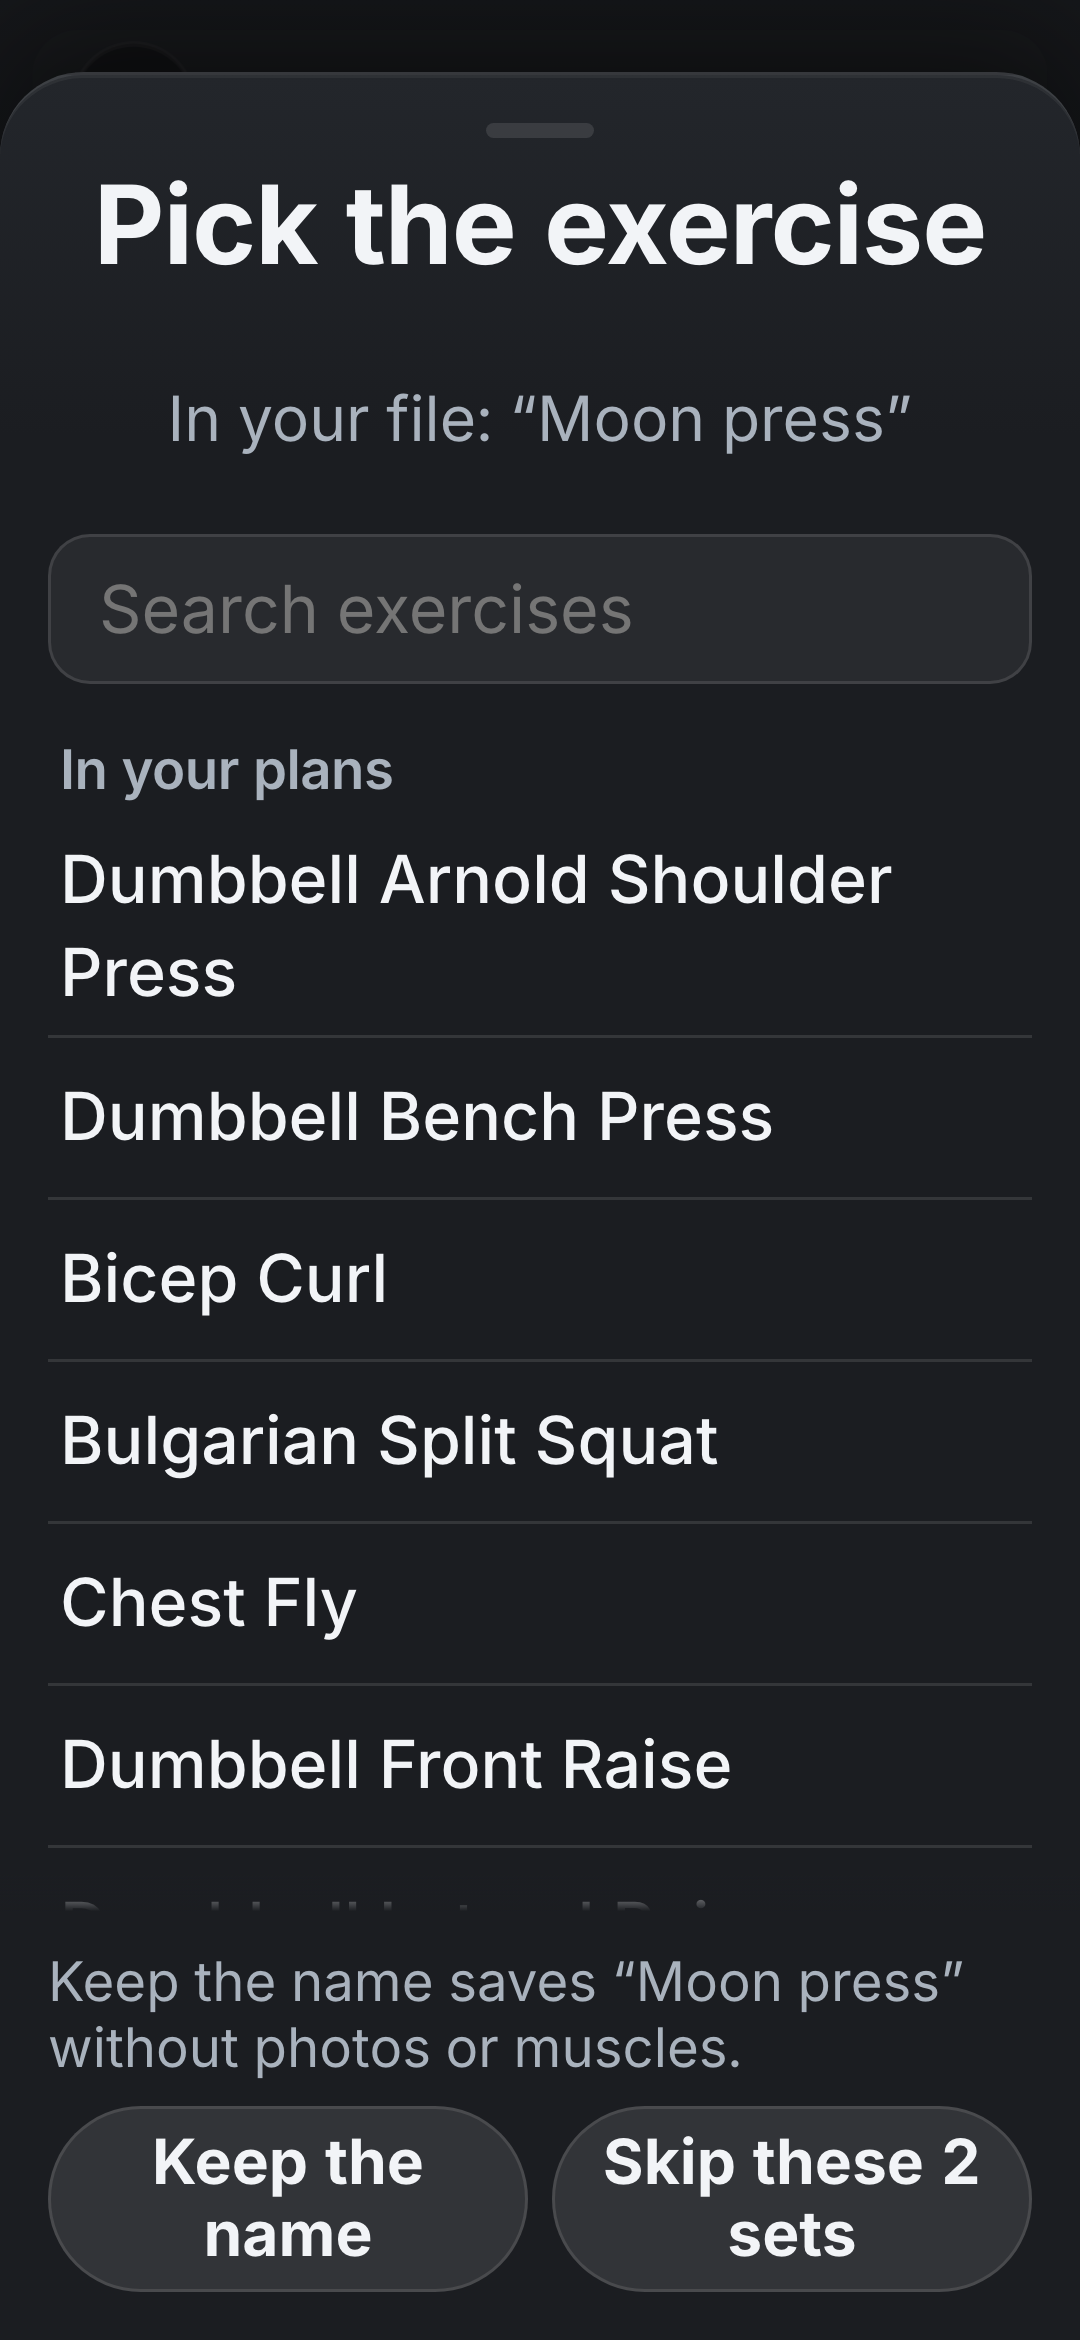 Pick the exercise
In your file: “Moon press”
Search exercises
In your plans
Dumbbell Arnold Shoulder
Press
Dumbbell Bench Press
Bicep Curl
Bulgarian Split Squat
Chest Fly
Dumbbell Front Raise
Keep the name saves “Moon press”
without photos or muscles.
Keep the
name
Skip these 2
sets